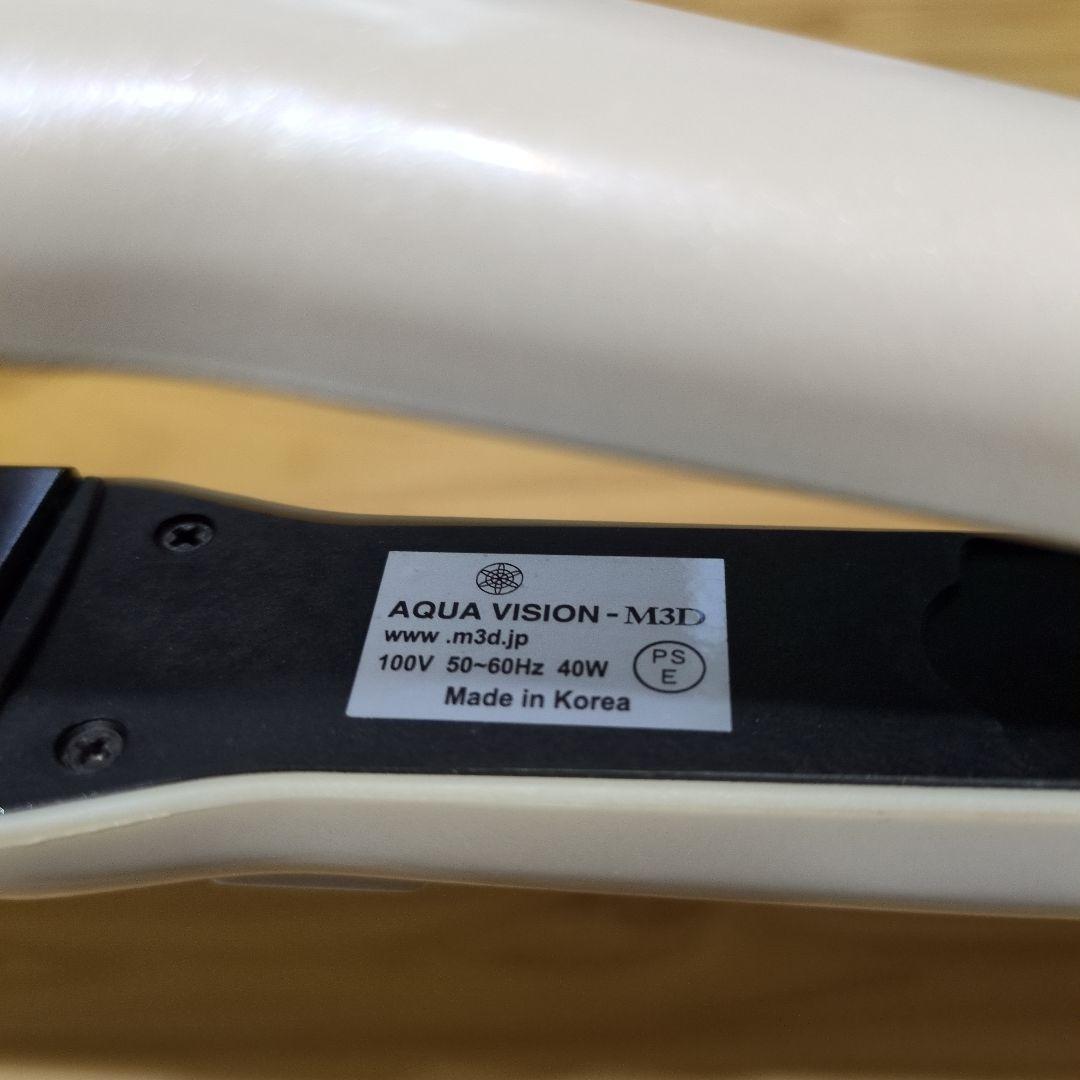 AQUA VISION - M3D
www .m3d.jp
100V 50~60Hz 40W
PS
E
Made in Korea